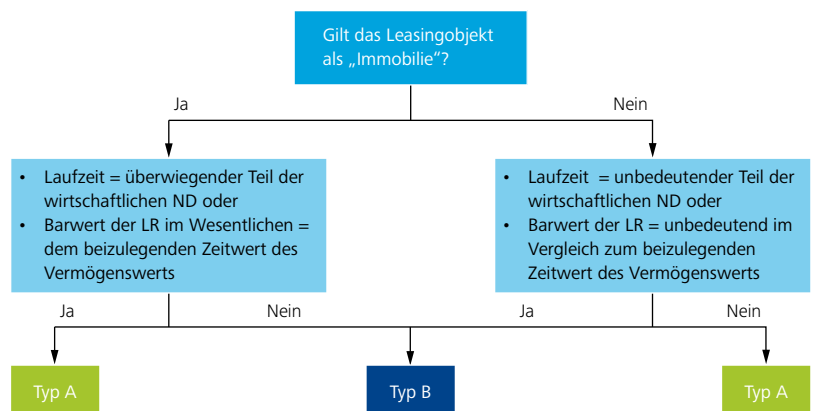 Gilt das Leasingobjekt
als „Immobilie“?
Ja
Nein
• Laufzeit = überwiegender Teil der
wirtschaftlichen ND oder
• Barwert der LR im Wesentlichen =
dem beizulegenden Zeitwert des
Vermögenswerts
• Laufzeit = unbedeutender Teil der
wirtschaftlichen ND oder
• Barwert der LR = unbedeutend im
Vergleich zum beizulegenden
Zeitwert des Vermögenswerts
Ja
Nein
Ja
Nein
Typ A
Typ B
Typ A